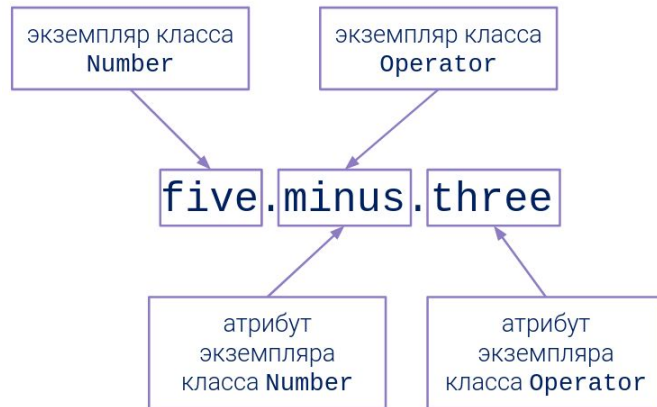 экземпляр класса
Number
экземпляр класса
Operator
five.minus.three
атрибут
экземпляра
класса Number
атрибут
экземпляра
класса Operator